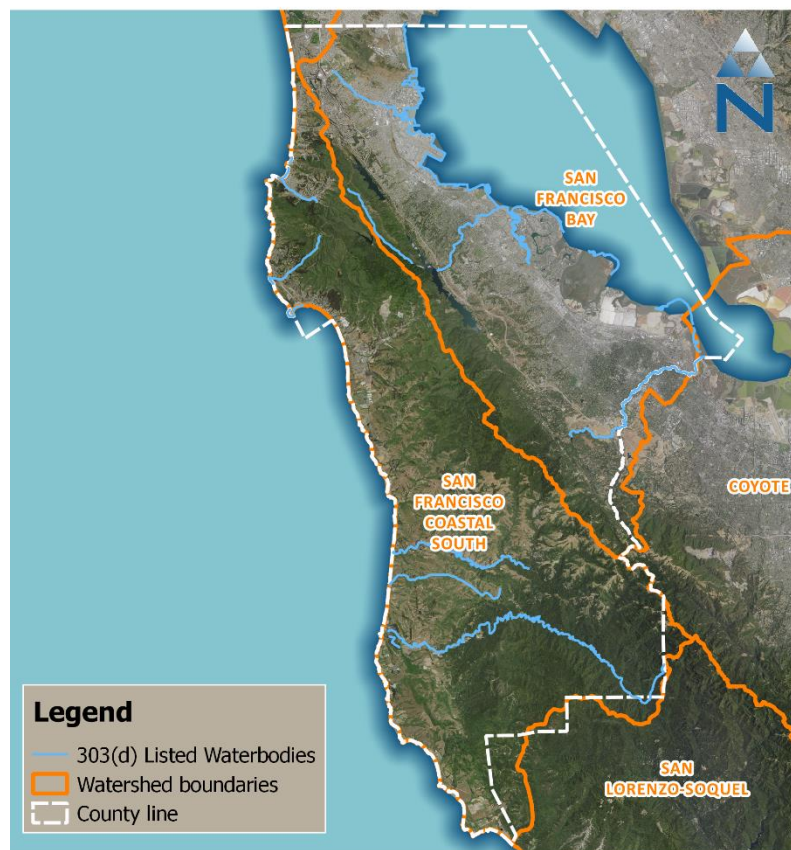 N
SAN
FRANCISCO
BAY
COYOTE
SAN
FRANCISCO
COASTAL
SOUTH
SAN
LORENZO-SOQUEL
Legend
303(d) Listed Waterbodies
Watershed boundaries
County line